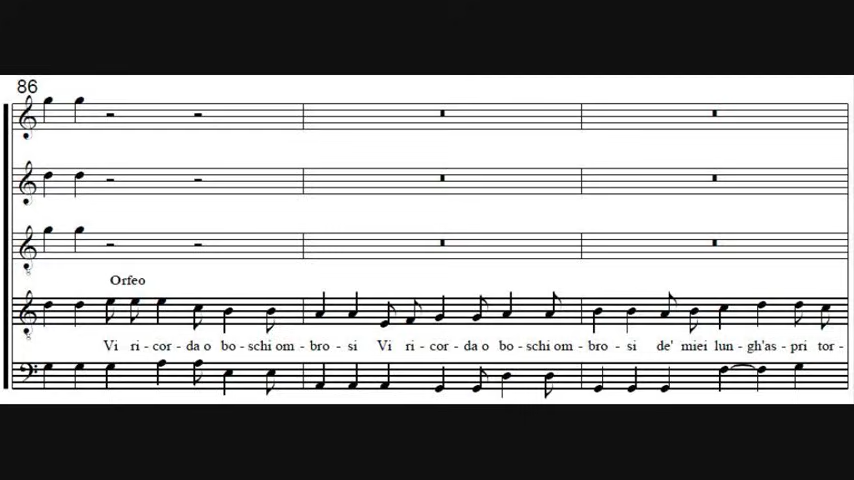 86
Orfeo
Vi ri - cor - da o bo - schi om - bro - si Vi ri - cor - da o bo - schi om - bro - si de' miei lun - gh'as - pri tor -